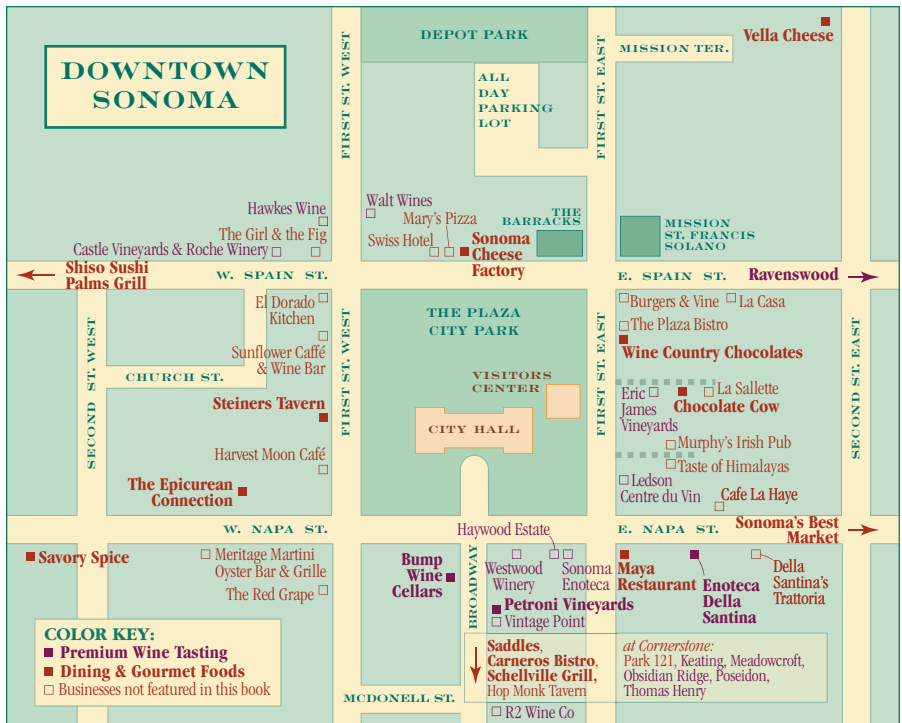 DEPOT PARK
Vella Cheese
MISSION TER.
DOWNTOWN
SONOMA
FIRST ST. WEST
ALL
DAY
PARKING
LOT
FIRST ST. EAST
Hawkes Wine
Walt Wines
The Girl & the Fig
Mary's Pizza
THE
BARRACKS
MISSION
ST. FRANCIS
SOLANO
Castle Vineyards & Roche Winery
Swiss Hotel
Sonoma
Cheese
Factory
Shiso Sushi
Palms Grill
W. SPAIN ST.
E. SPAIN ST.
Ravenswood
El Dorado
Kitchen
Sunflower Caffé
& Wine Bar
CHURCH ST.
SECOND ST. WEST
FIRST ST. WEST
Steiners Tavern
Harvest Moon Café
The Epicurean
Connection
THE PLAZA
CITY PARK
VISITORS
CENTER
CITY HALL
FIRST ST. EAST
Burgers & Vine
La Casa
The Plaza Bistro
Wine Country Chocolates
SECOND ST. EAST
La Sallette
Eric
James
Vineyards
Chocolate Cow
Murphy's Irish Pub
Taste of Himalayas
Ledson
Centre du Vin
Cafe La Haye
W. NAPA ST.
E. NAPA ST.
Sonoma's Best
Market
Haywood Estate
Savory Spice
Meritage Martini
Oyster Bar & Grille
The Red Grape
Bump
Wine
Cellars
BROADWAY
Westwood
Winery
Sonoma
Enoteca
Maya
Restaurant
Enoteca
Della
Santina
Della
Santina's
Trattoria
Petroni Vineyards
Vintage Point
COLOR KEY:
Premium Wine Tasting
Dining & Gourmet Foods
Businesses not featured in this book
Saddles,
Carneros Bistro,
Schellville Grill,
Hop Monk Tavern
at Cornerstone:
Park 121, Keating, Meadowcroft,
Obsidian Ridge, Poseidon,
Thomas Henry
MCDONELL ST.
R2 Wine Co